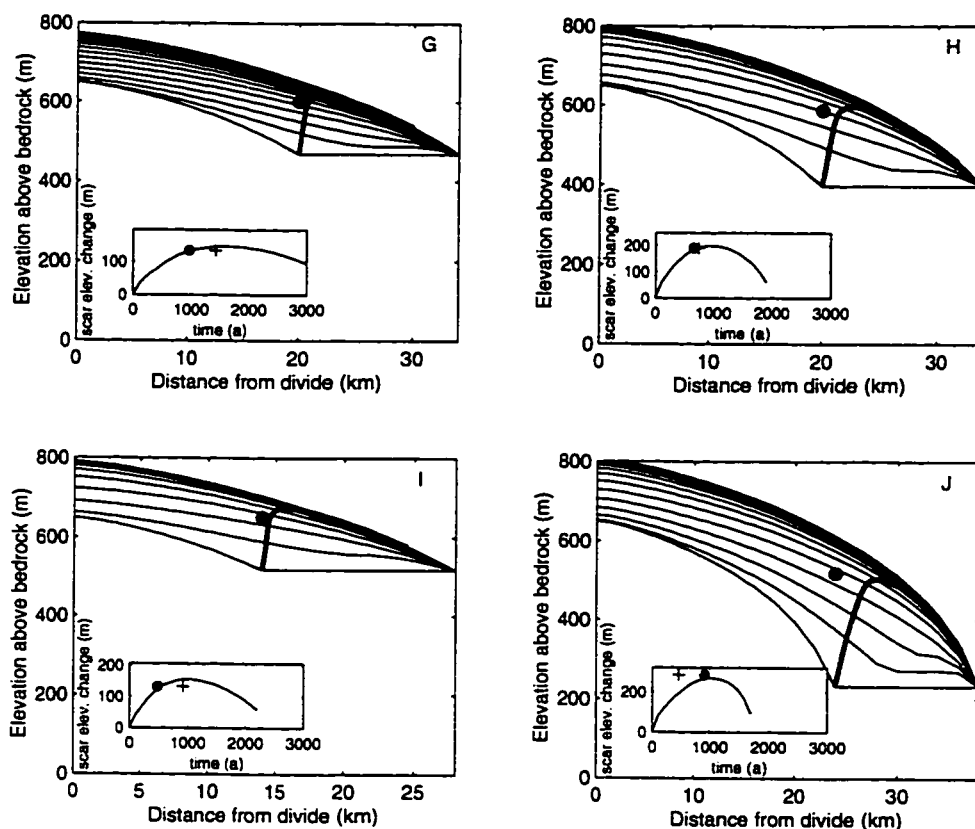 G
Elevation above bedrock (m)
800
600
400
200
0
scar elev. change (m)
100
0
0 1000 2000 3000
time (a)
0 10 20 30
Distance from divide (km)
H
Elevation above bedrock (m)
800
600
400
200
0
scar elev. change (m)
200
100
0
0 1000 2000 3000
time (a)
0 10 20 30
Distance from divide (km)
I
Elevation above bedrock (m)
800
600
400
200
0
scar elev. change (m)
200
100
0
0 1000 2000 3000
time (a)
0 5 10 15 20 25
Distance from divide (km)
J
Elevation above bedrock (m)
800
600
400
200
0
scar elev. change (m)
200
0
0 1000 2000 3000
time (a)
0 10 20 30
Distance from divide (km)